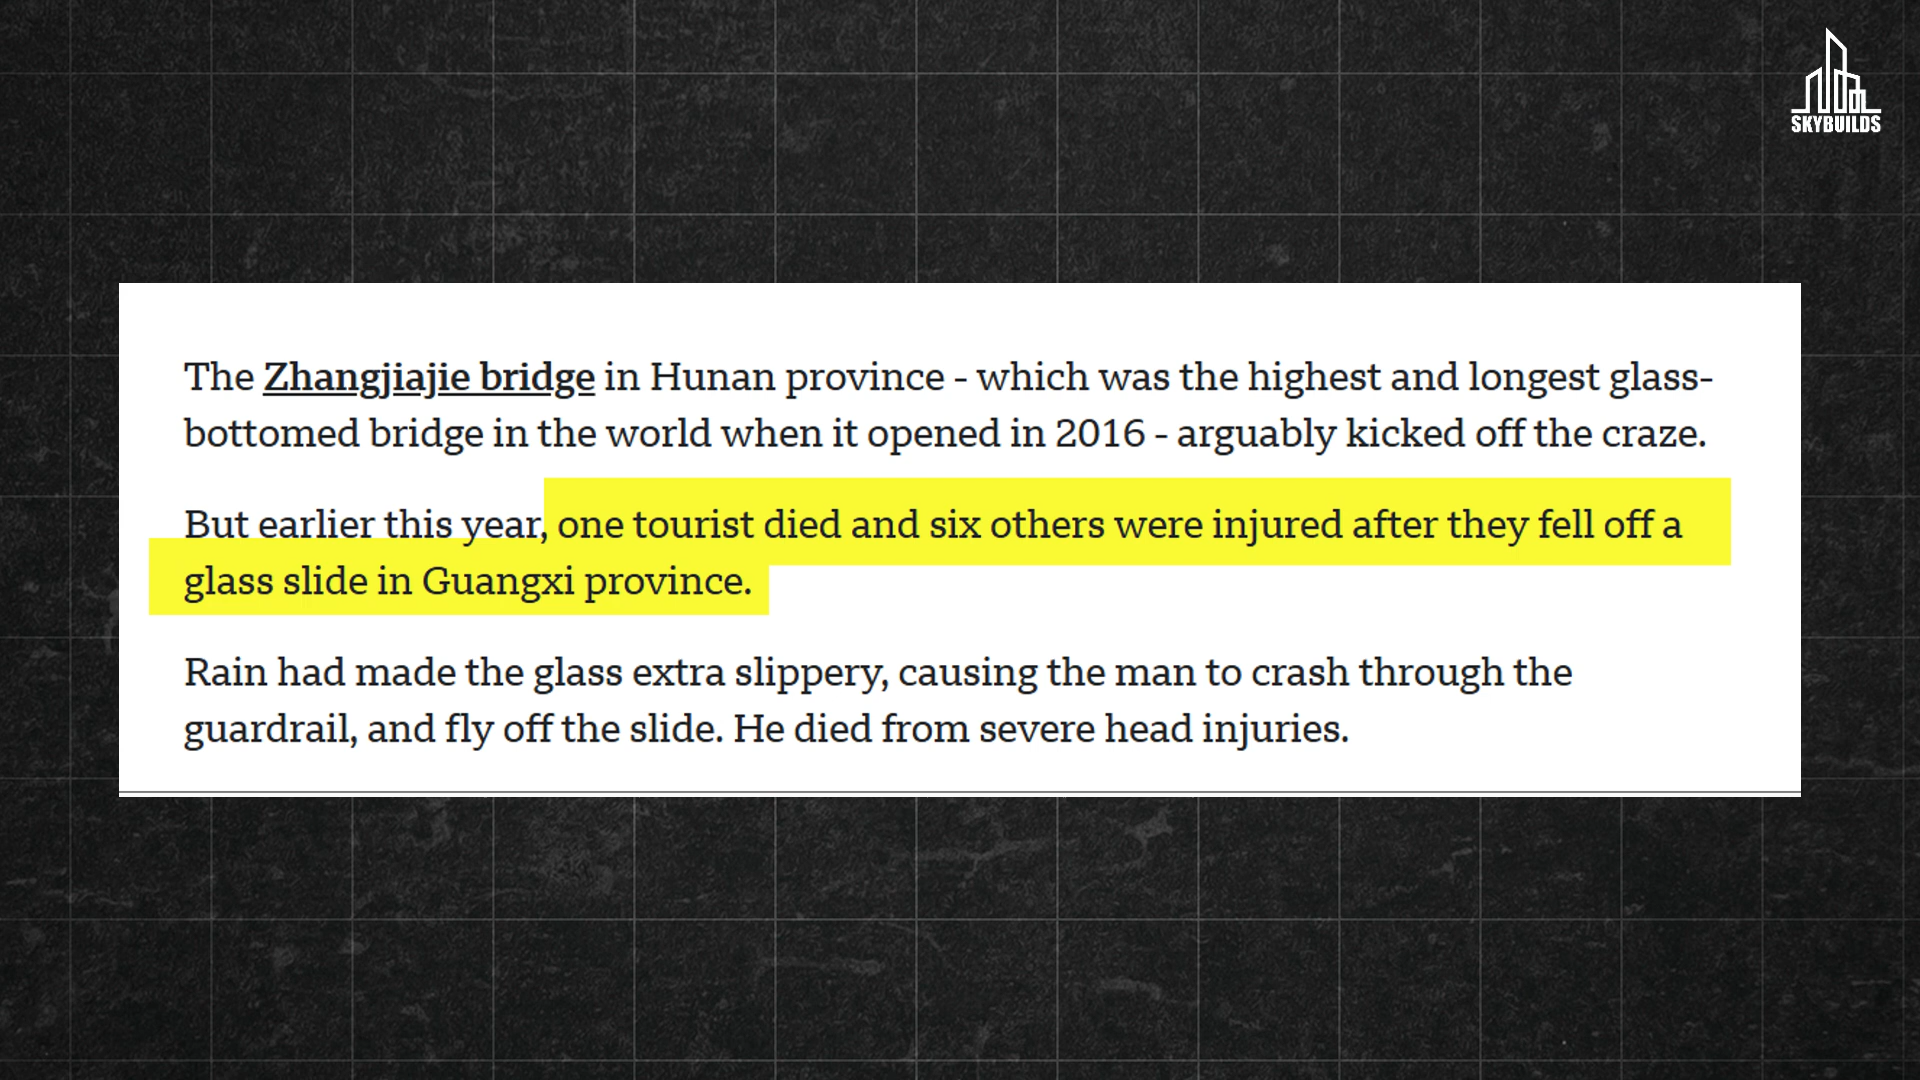 SKYBUILDS
The Zhangjiajie bridge in Hunan province - which was the highest and longest glass-
bottomed bridge in the world when it opened in 2016 - arguably kicked off the craze.
But earlier this year, one tourist died and six others were injured after they fell off a
glass slide in Guangxi province.
Rain had made the glass extra slippery, causing the man to crash through the
guardrail, and fly off the slide. He died from severe head injuries.